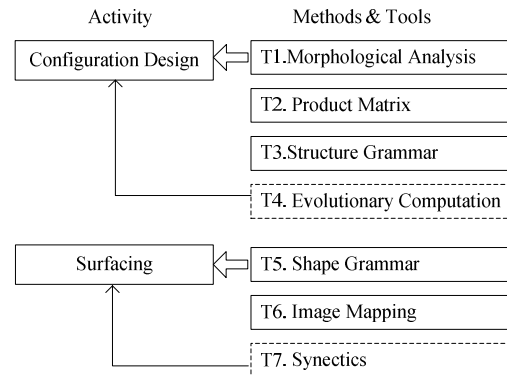 Activity
Methods & Tools
Configuration Design
T1.Morphological Analysis
T2. Product Matrix
T3.Structure Grammar
T4. Evolutionary Computation
Surfacing
T5. Shape Grammar
T6. Image Mapping
T7. Synectics